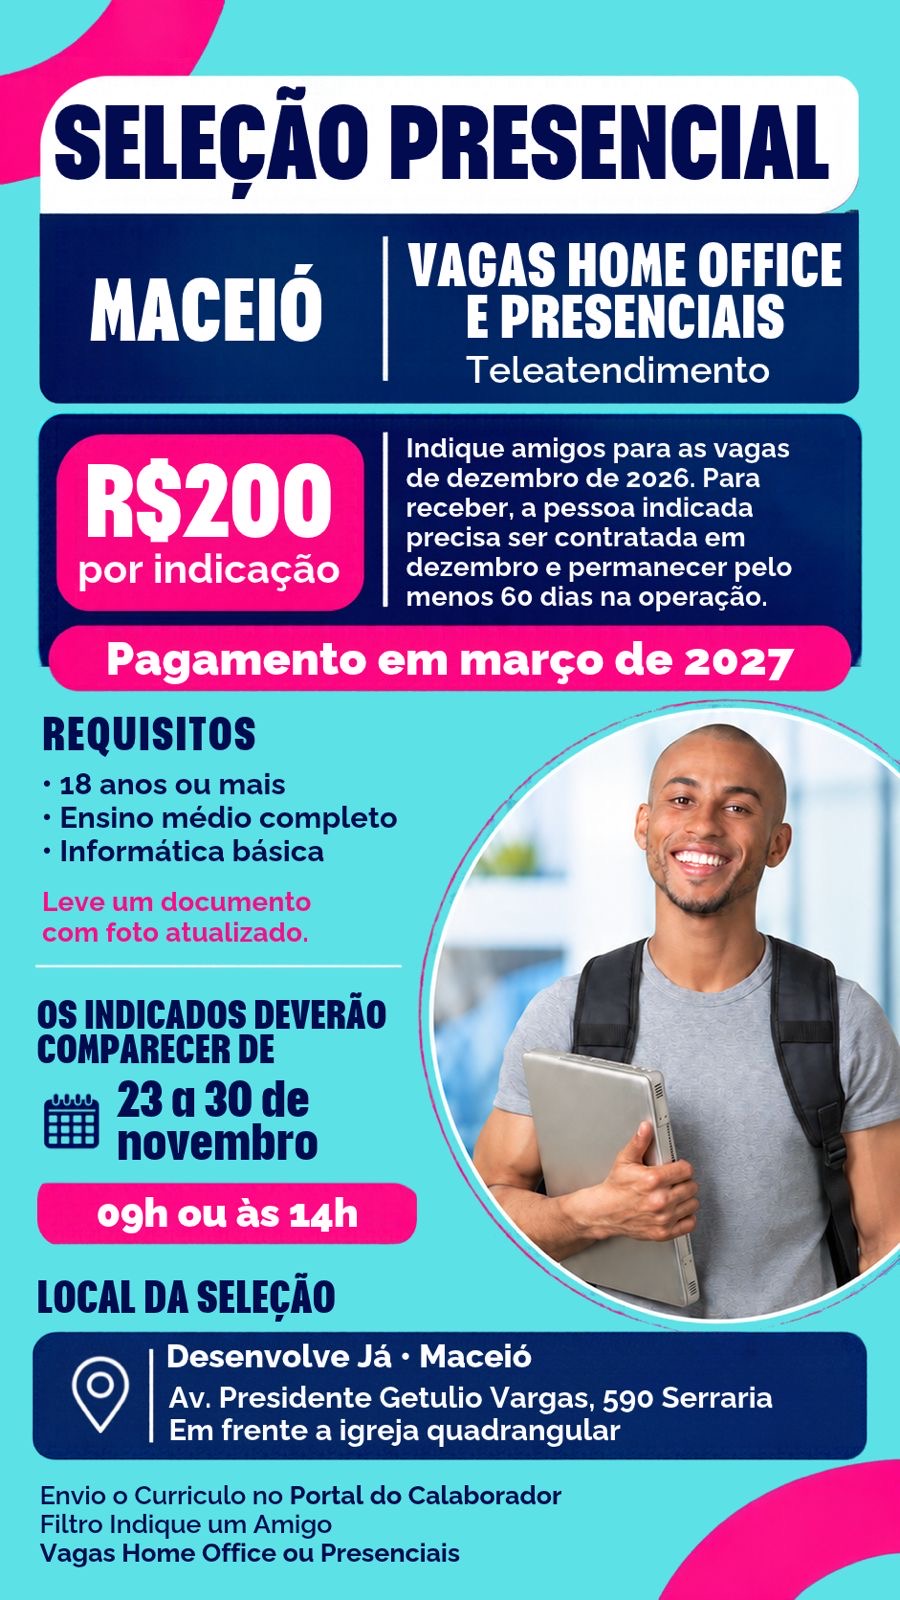 SELEÇÃO PRESENCIAL
MACEIÓ
VAGAS HOME OFFICE
E PRESENCIAIS
Teleatendimento
R$200
por indicação
Indique amigos para as vagas
de dezembro de 2026. Para
receber, a pessoa indicada
precisa ser contratada em
dezembro e permanecer pelo
menos 60 dias na operação.
Pagamento em março de 2027
REQUISITOS
• 18 anos ou mais
• Ensino médio completo
• Informática básica
Leve um documento
com foto atualizado.
OS INDICADOS DEVERÃO
COMPARECER DE
23 a 30 de
novembro
09h ou às 14h
LOCAL DA SELEÇÃO
Desenvolve Já • Maceió
Av. Presidente Getulio Vargas, 590 Serraria
Em frente a igreja quadrangular
Envio o Curriculo no Portal do Calaborador
Filtro Indique um Amigo
Vagas Home Office ou Presenciais